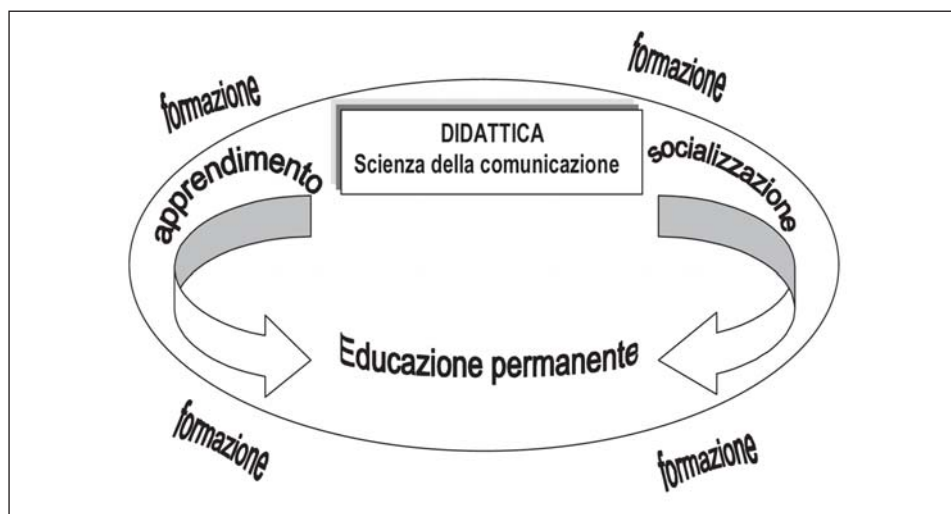 formazione
formazione
DIDATTICA
Scienza della comunicazione
apprendimento
socializzazione
Educazione permanente
formazione
formazione